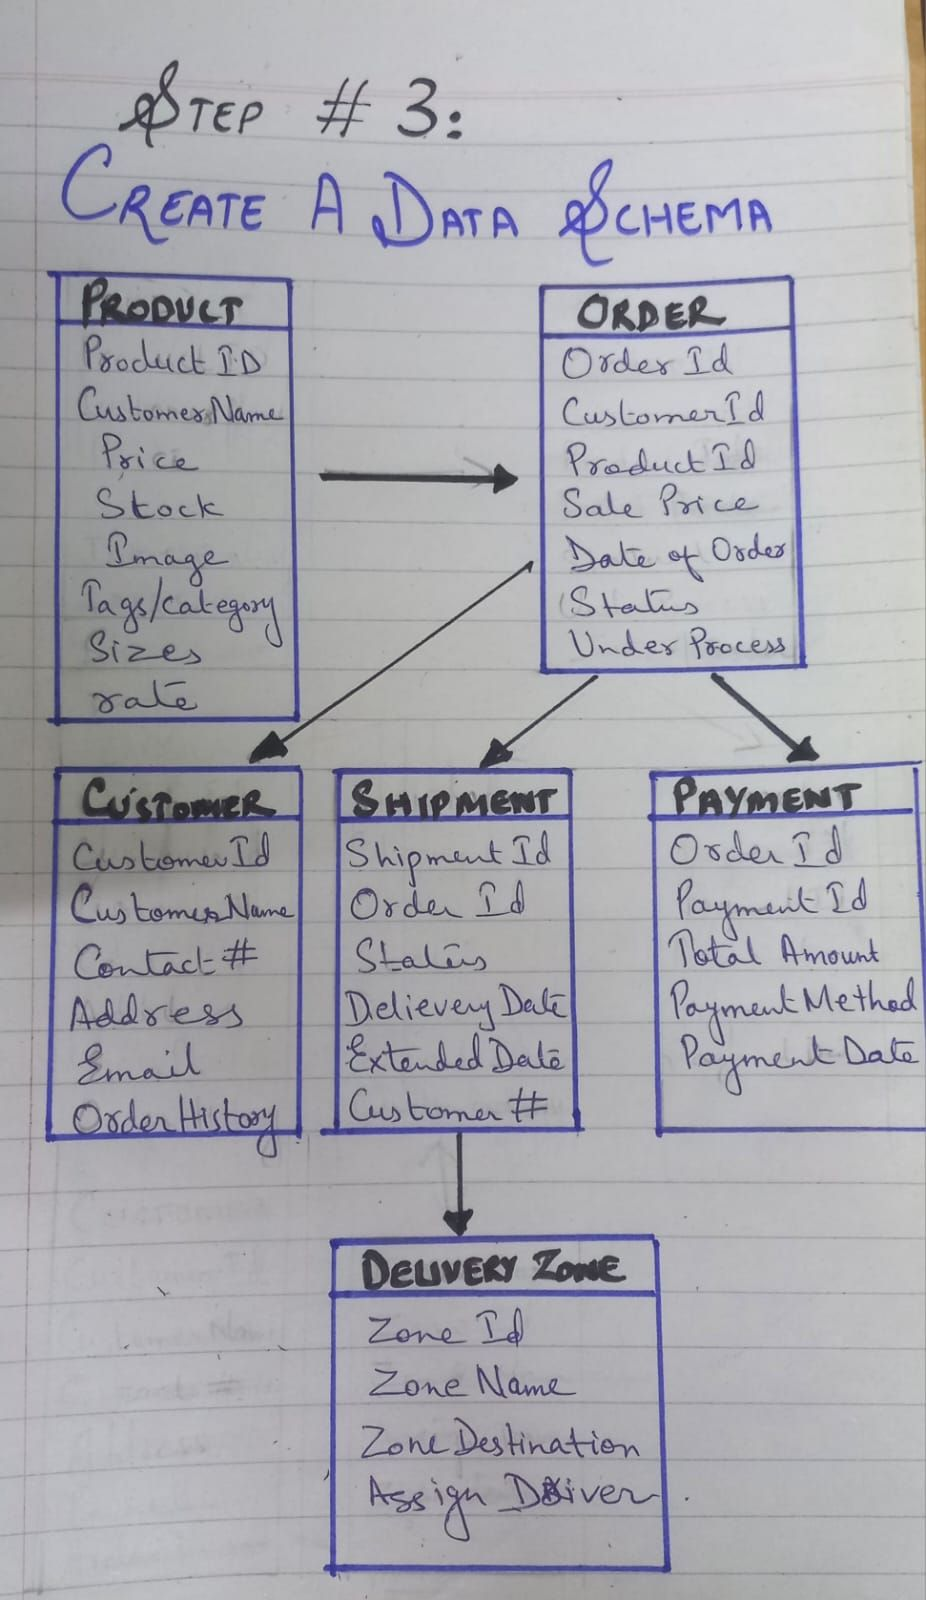 STEP # 3:
CREATE A DATA SCHEMA
PRODUCT
Product ID
Customer Name
Price
Stock
Image
Tags/category
Sizes
rate
ORDER
Order Id
Customer Id
Product Id
Sale Price
Date of Order
Status
Under Process
CUSTOMER
Customer Id
Customer Name
Contact #
Address
Email
Order History
SHIPMENT
Shipment Id
Order Id
Status
Delievery Date
Extended Date
Customer #
PAYMENT
Order Id
Payment Id
Total Amount
Payment Method
Payment Date
DELIVERY ZONE
Zone Id
Zone Name
Zone Destination
Assign Driver